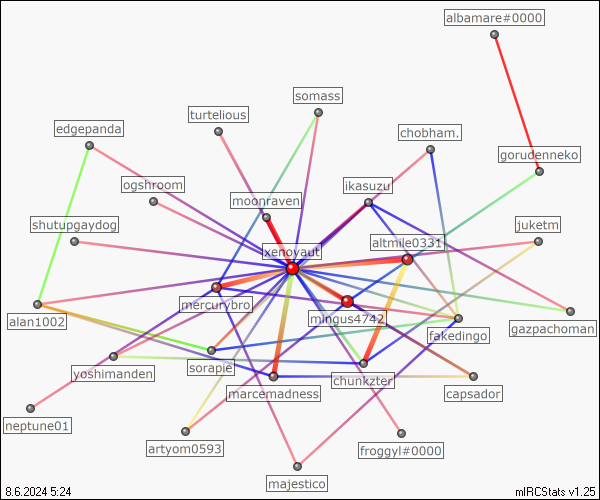 albamare#0000
somass
turtelious
edgepanda
chobham.
gorudenneko
ogshroom
ikasuzu
moonraven
shutupgaydog
juketm
altmile0331
xenoyaut
mercurybro
mingus4742
alan1002
fakedingo
gazpachoman
yoshimanden
sorapie
chunkzter
marcemadness
capsador
neptune01
artyom0593
froggyl#0000
majestico
8.6.2024 5:24
mIRCStats v1.25